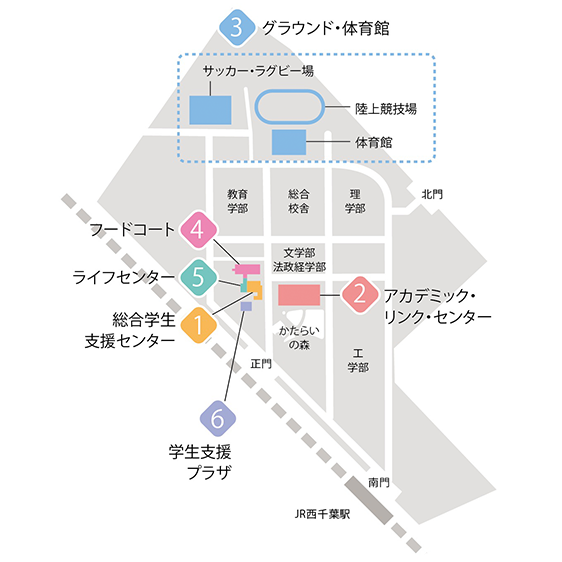 3
グラウンド・体育館
サッカー・ラグビー場
陸上競技場
体育館
教育
学部
総合
校舎
理
学部
北門
4
フードコート
文学部
法政経学部
5
ライフセンター
2
アカデミック・
リンク・センター
1
総合学生
支援センター
かたらい
の森
正門
工
学部
6
学生支援
プラザ
南門
JR西千葉駅